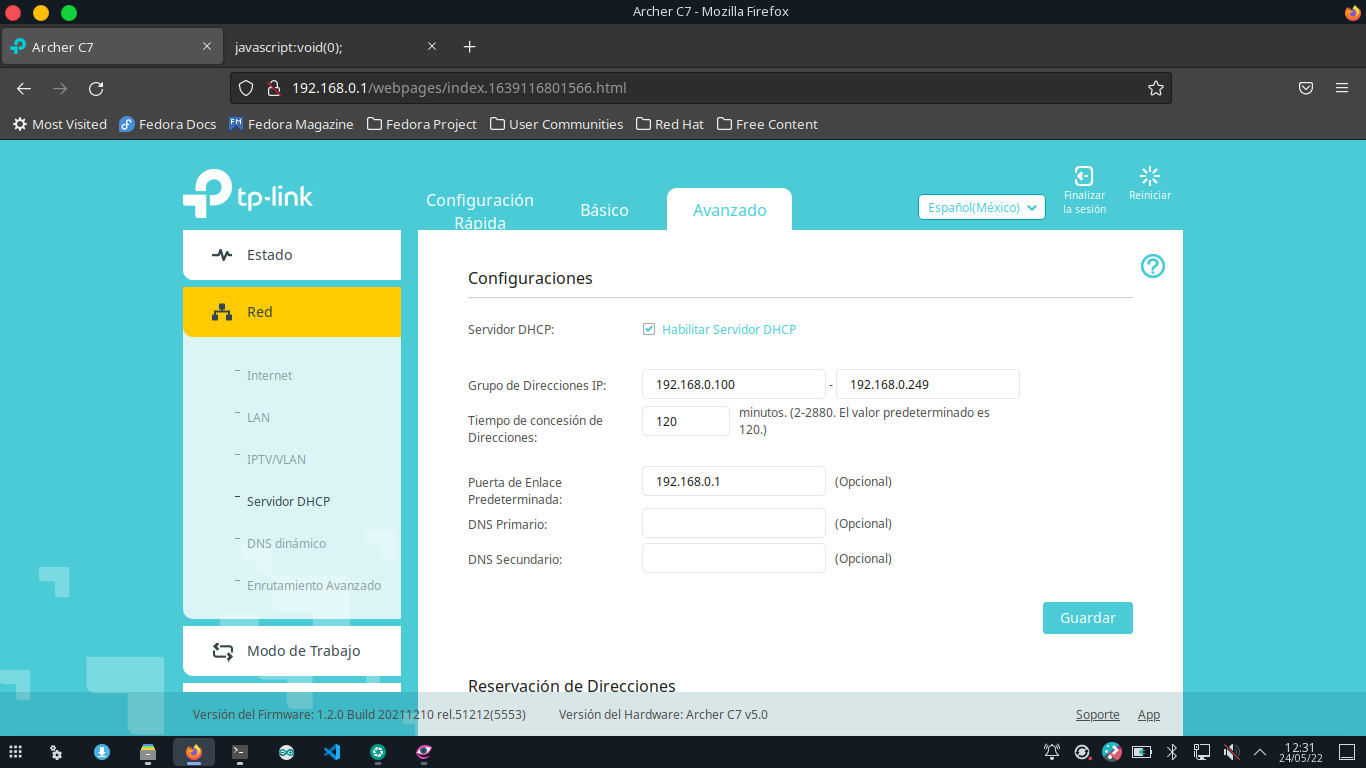 Archer C7 - Mozilla Firefox
Archer C7
javascript:void(0);
192.168.0.1/webpages/index.1639116801566.html
Most Visited Fedora Docs Fedora Magazine Fedora Project User Communities Red Hat Free Content
tp-link
Configuración
Rápida
Básico
Avanzado
Español(México)
Finalizar
la sesión
Reiniciar
Estado
Red
Internet
LAN
IPTV/VLAN
Servidor DHCP
DNS dinámico
Enrutamiento Avanzado
Modo de Trabajo
Configuraciones
Servidor DHCP: Habilitar Servidor DHCP
Grupo de Direcciones IP: 192.168.0.100 - 192.168.0.249
Tiempo de concesión de
Direcciones:
120
minutos. (2-2880. El valor predeterminado es
120.)
Puerta de Enlace
Predeterminada:
192.168.0.1 (Opcional)
DNS Primario: (Opcional)
DNS Secundario: (Opcional)
Guardar
Reservación de Direcciones
Versión del Firmware: 1.2.0 Build 20211210 rel.51212(5553) Versión del Hardware: Archer C7 v5.0 Soporte App
12:31
24/05/22